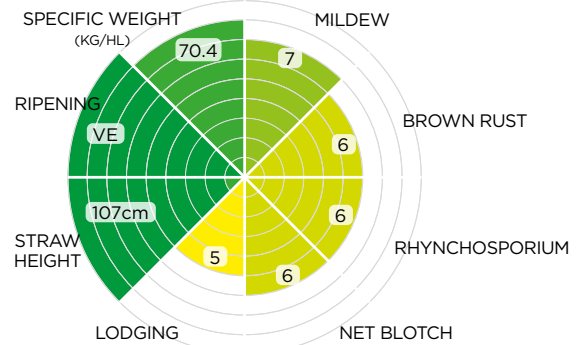 SPECIFIC WEIGHT
(KG/HL)
MILDEW
70.4
7
RIPENING
BROWN RUST
VE
6
107cm
6
STRAW
HEIGHT
RHYNCHOSPORIUM
5
6
LODGING
NET BLOTCH